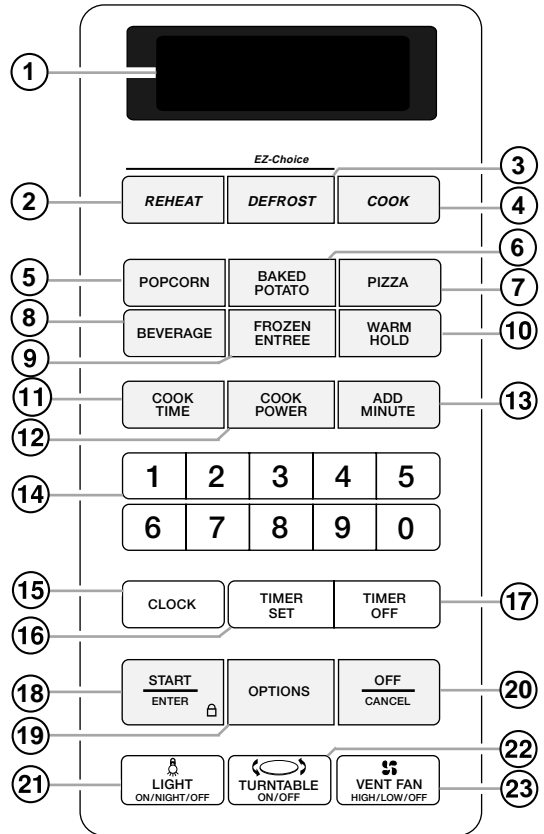 1
EZ-Choice
3
2 REHEAT DEFROST COOK
4
6
5 POPCORN BAKED POTATO PIZZA
7
8 BEVERAGE FROZEN ENTREE WARM HOLD 10
9
11 COOK TIME COOK POWER ADD MINUTE 13
12
1 2 3 4 5
14
6 7 8 9 0
15 CLOCK TIMER SET TIMER OFF 17
16
18 START ENTER OPTIONS OFF CANCEL 20
19
22
21 LIGHT TURNTABLE VENT FAN 23
ON/NIGHT/OFF ON/OFF HIGH/LOW/OFF